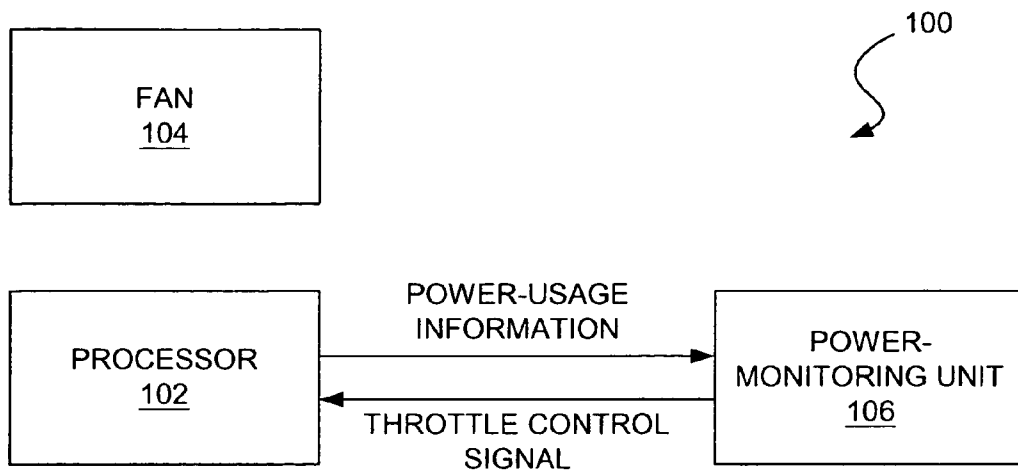 100
FAN
104
POWER-USAGE
INFORMATION
PROCESSOR
102
POWER-
MONITORING UNIT
106
THROTTLE CONTROL
SIGNAL